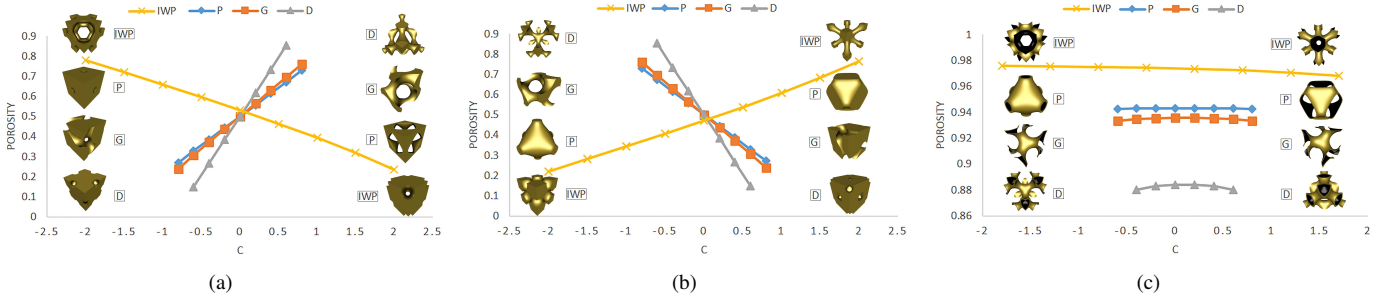 IWP P G D
0.9
0.8
0.7
0.6
0.5
0.4
0.3
0.2
0.1
0
POROSITY
IWP
P
G
D
D
G
P
IWP
-2.5 -2 -1.5 -1 -0.5 0 0.5 1 1.5 2 2.5
C
(a)
IWP P G D
0.9
0.8
0.7
0.6
0.5
0.4
0.3
0.2
0.1
0
POROSITY
D
G
P
IWP
IWP
P
G
D
-2.5 -2 -1.5 -1 -0.5 0 0.5 1 1.5 2 2.5
C
(b)
IWP P G D
1
0.98
0.96
0.94
0.92
0.9
0.88
0.86
POROSITY
IWP
P
G
D
IWP
P
G
D
-2 -1.5 -1 -0.5 0 0.5 1 1.5 2
C
(c)